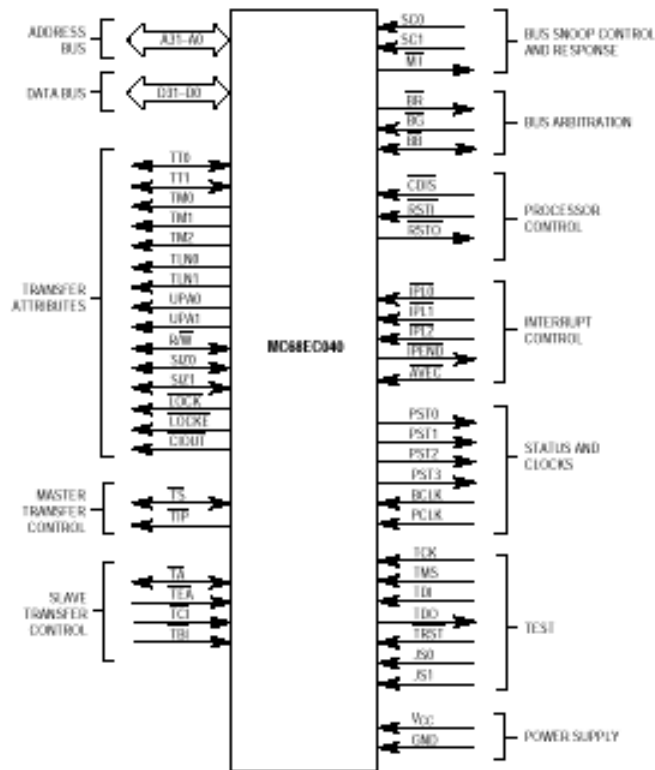 ADDRESS
BUS
A31–A0
DATA BUS
D31–D0
TRANSFER
ATTRIBUTES
TT0
TT1
TM0
TM1
TM2
TLN0
TLN1
UPA0
UPA1
R/W
SIZ0
SIZ1
LOCK
LOCKE
CIOUT
MASTER
TRANSFER
CONTROL
TS
TIP
SLAVE
TRANSFER
CONTROL
TA
TEA
TCI
TBI
MC68EC040
SC0
SC1
MI
BUS SNOOP CONTROL
AND RESPONSE
BR
BG
BB
BUS ARBITRATION
CDIS
RSTI
RSTO
PROCESSOR
CONTROL
IPL0
IPL1
IPL2
IPEND
AVEC
INTERRUPT
CONTROL
PST0
PST1
PST2
PST3
BCLK
PCLK
STATUS AND
CLOCKS
TCK
TMS
TDI
TDO
TRST
JS0
JS1
TEST
VCC
GND
POWER SUPPLY